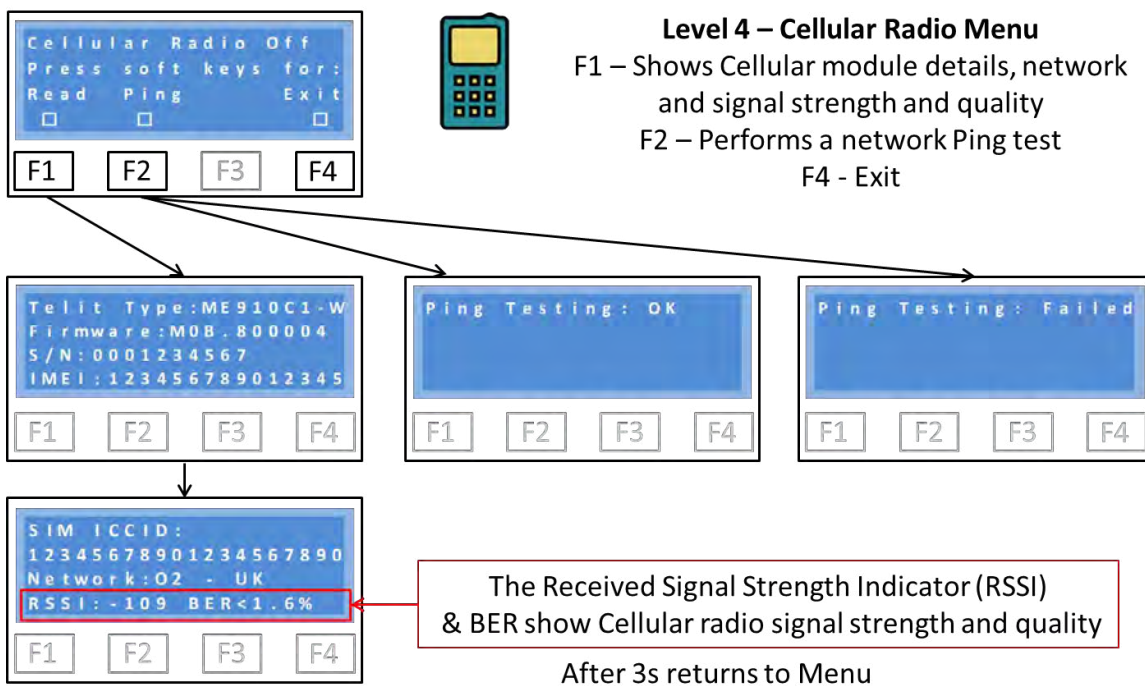 Cellular Radio Off
Press soft keys for:
Read Ping Exit
F1 F2 F3 F4
Level 4 – Cellular Radio Menu
F1 – Shows Cellular module details, network
and signal strength and quality
F2 – Performs a network Ping test
F4 - Exit
Telit Type:ME910C1-W
Firmware:M0B.800004
S/N:0001234567
IMEI:123456789012345
F1 F2 F3 F4
Ping Testing: OK
F1 F2 F3 F4
Ping Testing: Failed
F1 F2 F3 F4
SIM ICCID:
12345678901234567890
Network:O2 - UK
RSSI:-109 BER<1.6%
F1 F2 F3 F4
The Received Signal Strength Indicator (RSSI)
& BER show Cellular radio signal strength and quality
After 3s returns to Menu